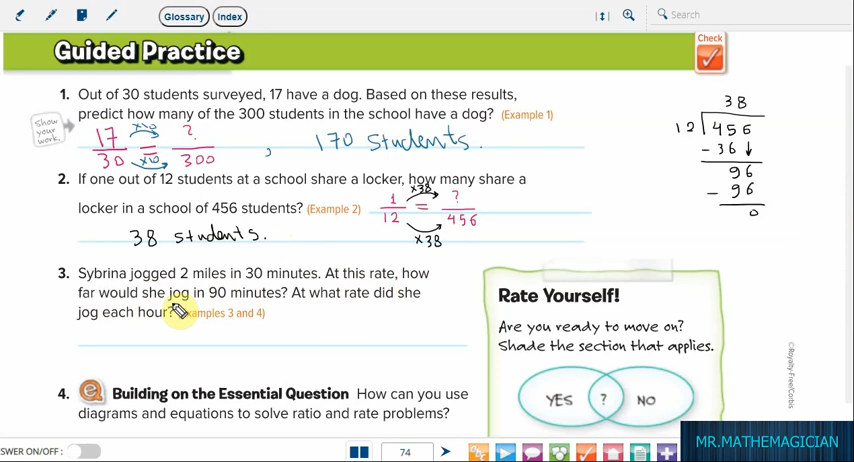 Glossary
Index
Search
Guided Practice
Check
Show your work.
1. Out of 30 students surveyed, 17 have a dog. Based on these results,
predict how many of the 300 students in the school have a dog? (Example 1)
17/30 = ?/300
×10
×10
, 170 students.
2. If one out of 12 students at a school share a locker, how many share a
locker in a school of 456 students? (Example 2)
1/12 = ?/456
×38
×38
38 students.
38
12 456
- 36 ↓
96
- 96
0
3. Sybrina jogged 2 miles in 30 minutes. At this rate, how
far would she jog in 90 minutes? At what rate did she
jog each hour? amples 3 and 4)
4. Building on the Essential Question How can you use
diagrams and equations to solve ratio and rate problems?
Rate Yourself!
Are you ready to move on?
Shade the section that applies.
YES ? NO
©Royalty-Free/Corbis
SWER ON/OFF :
74
MR.MATHEMAGICIAN